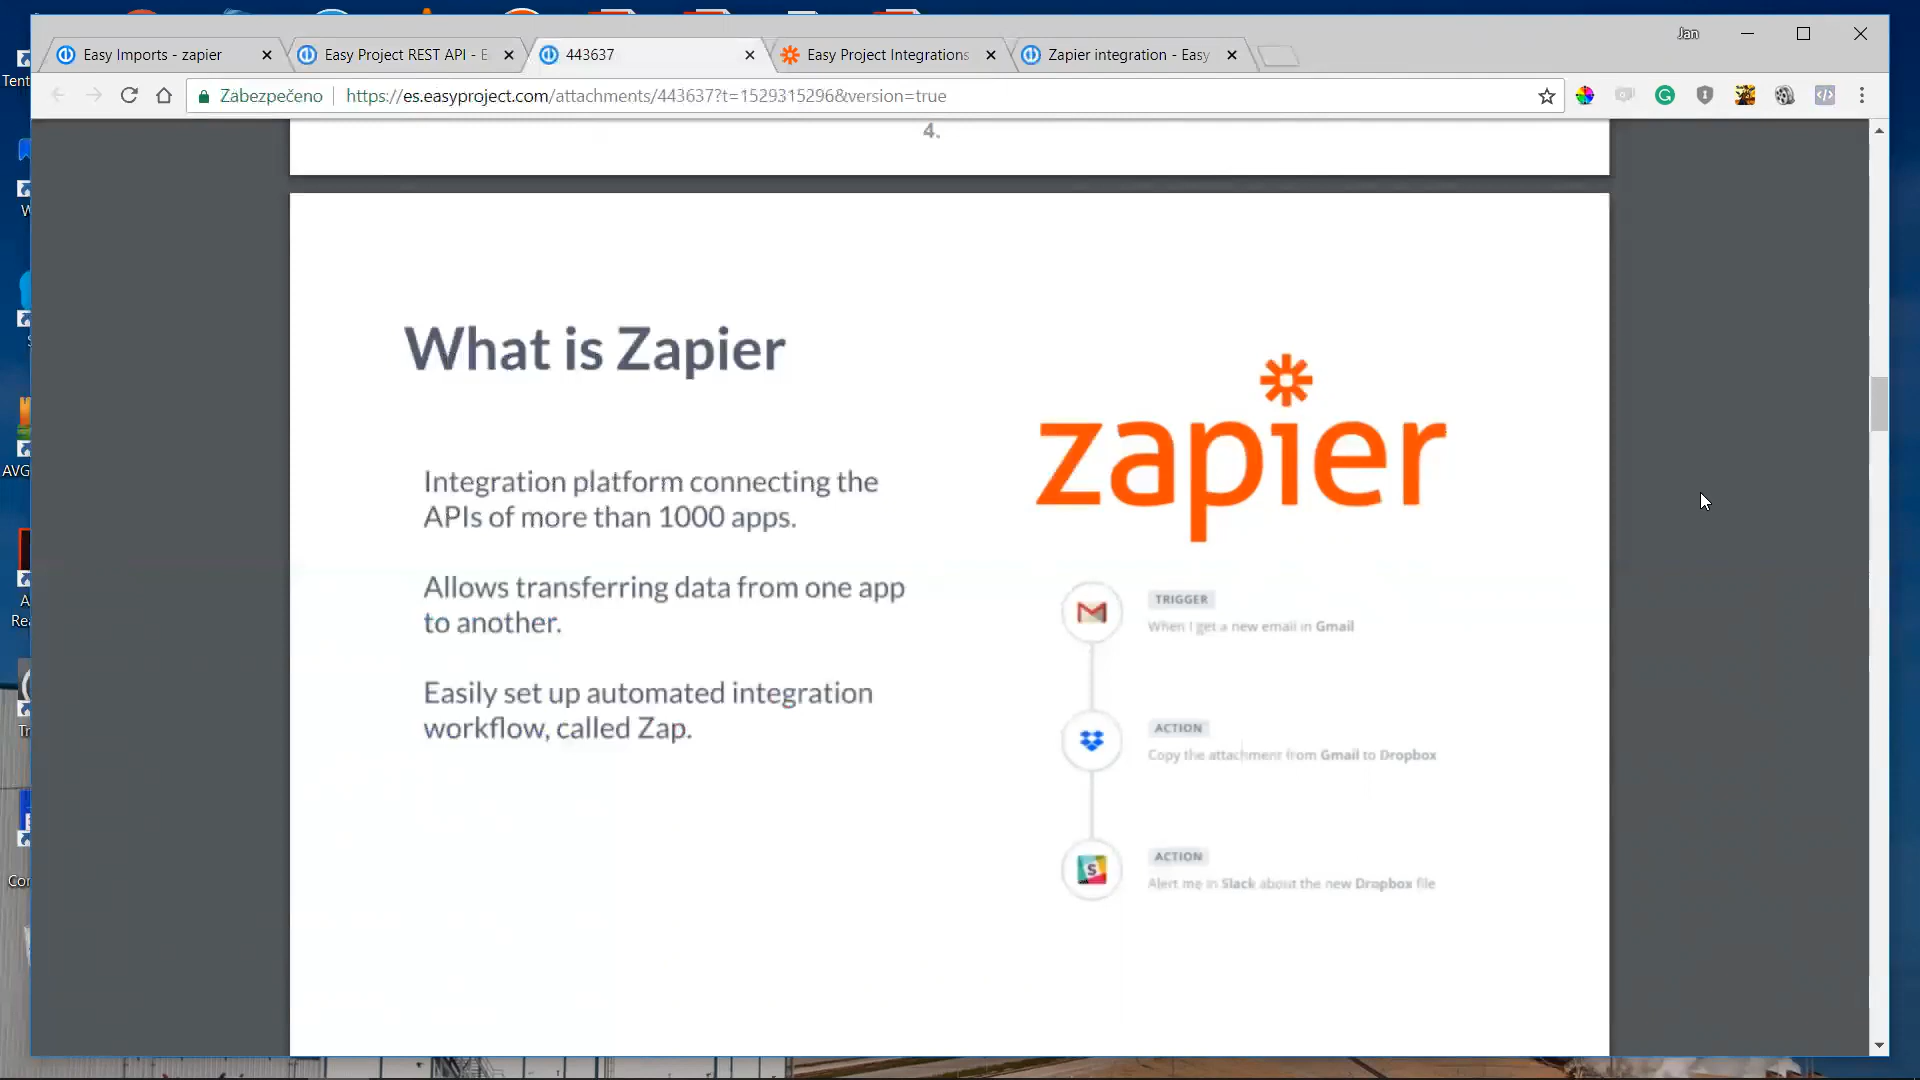 Jan
Easy Imports - zapier
Easy Project REST API - E
443637
Easy Project Integrations
Zapier integration - Easy
Zabezpečeno
https://es.easyproject.com/attachments/443637?t=1529315296&version=true
Tent
W
S
AVG
A
Rea
Tr
Con
4.
What is Zapier
Integration platform connecting the
APIs of more than 1000 apps.
Allows transferring data from one app
to another.
Easily set up automated integration
workflow, called Zap.
zapier
TRIGGER
When I get a new email in Gmail
ACTION
Copy the attachment from Gmail to Dropbox
ACTION
Alert me in Slack about the new Dropbox file